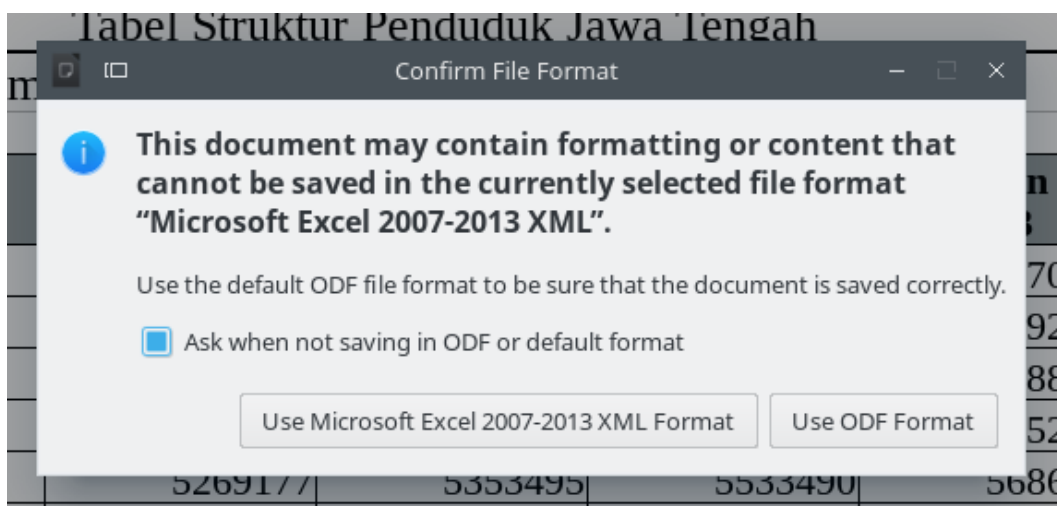 Tabel Struktur Penduduk Jawa Tengah
Confirm File Format
This document may contain formatting or content that
cannot be saved in the currently selected file format
“Microsoft Excel 2007-2013 XML”.
Use the default ODF file format to be sure that the document is saved correctly.
Ask when not saving in ODF or default format
Use Microsoft Excel 2007-2013 XML Format
Use ODF Format
5269177 5353495 5533490